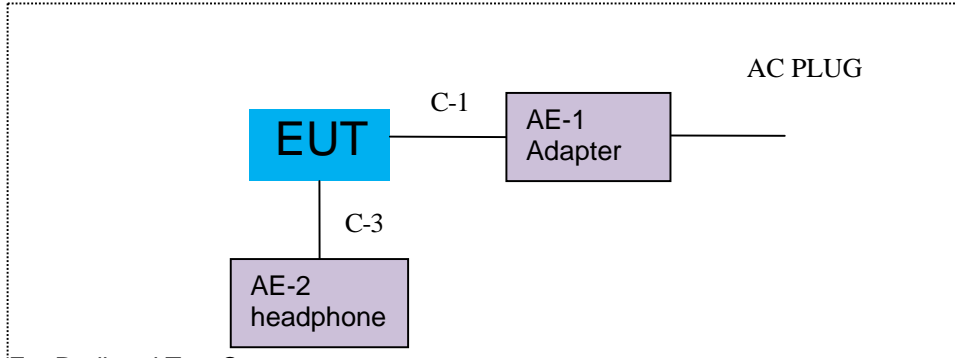 AC PLUG
C-1
EUT
AE-1
Adapter
C-3
AE-2
headphone